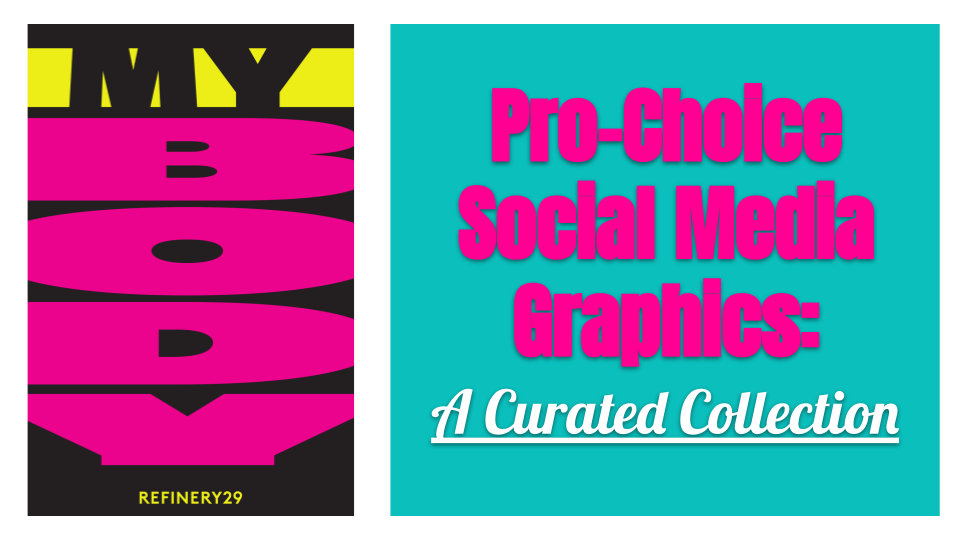 MY
BODY
REFINERY29
Pro-Choice
Social Media
Graphics:
A Curated Collection